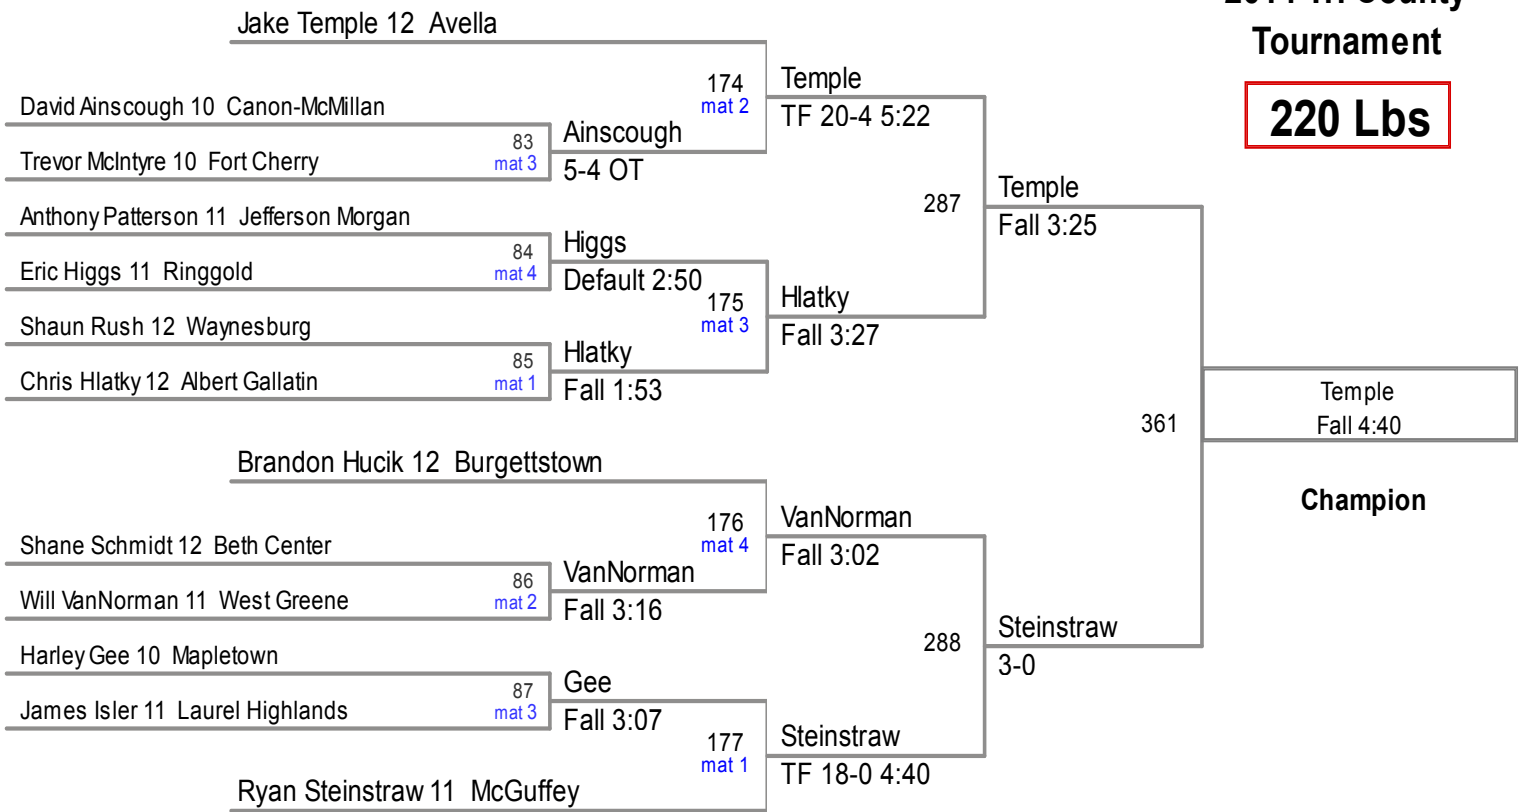 Tournament
220 Lbs
Jake Temple 12 Avella
174
mat 2
Temple
TF 20-4 5:22
David Ainscough 10 Canon-McMillan
83
mat 3
Ainscough
5-4 OT
Trevor McIntyre 10 Fort Cherry
287
Temple
Fall 3:25
Anthony Patterson 11 Jefferson Morgan
84
mat 4
Higgs
Default 2:50
Eric Higgs 11 Ringgold
175
mat 3
Hlatky
Fall 3:27
Shaun Rush 12 Waynesburg
85
mat 1
Hlatky
Fall 1:53
Chris Hlatky 12 Albert Gallatin
361
Temple
Fall 4:40
Champion
Brandon Hucik 12 Burgettstown
176
mat 4
VanNorman
Fall 3:02
Shane Schmidt 12 Beth Center
86
mat 2
VanNorman
Fall 3:16
Will VanNorman 11 West Greene
288
Steinstraw
3-0
Harley Gee 10 Mapletown
87
mat 3
Gee
Fall 3:07
James Isler 11 Laurel Highlands
177
mat 1
Steinstraw
TF 18-0 4:40
Ryan Steinstraw 11 McGuffey